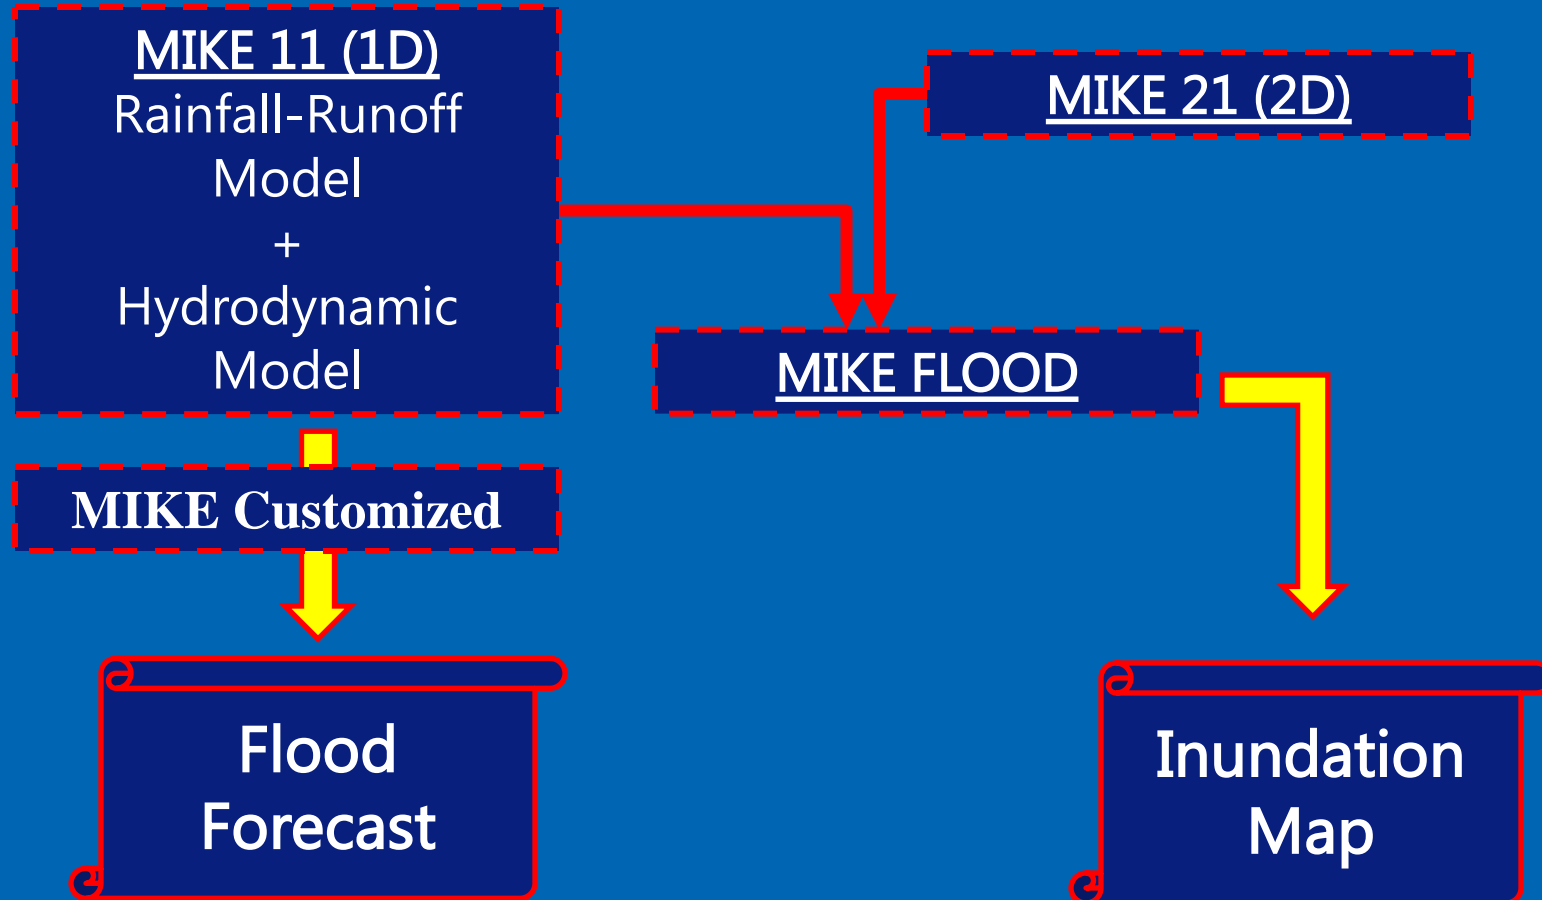 MIKE 11 (1D)
Rainfall-Runoff
Model
+
Hydrodynamic
Model
MIKE 21 (2D)
MIKE FLOOD
MIKE Customized
Flood
Forecast
Inundation
Map